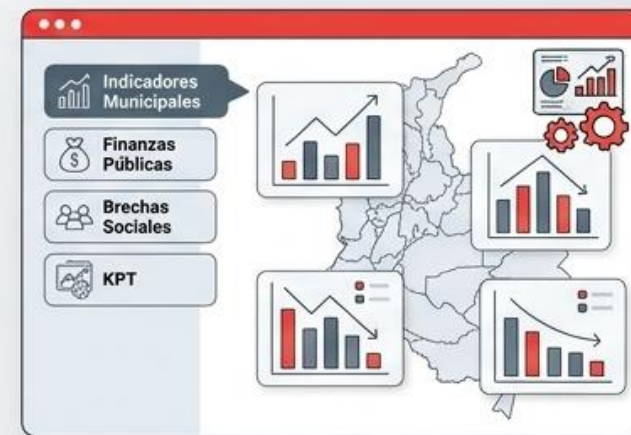 Indicadores
Municipales
$
Finanzas
Públicas
Brechas
Sociales
KPT